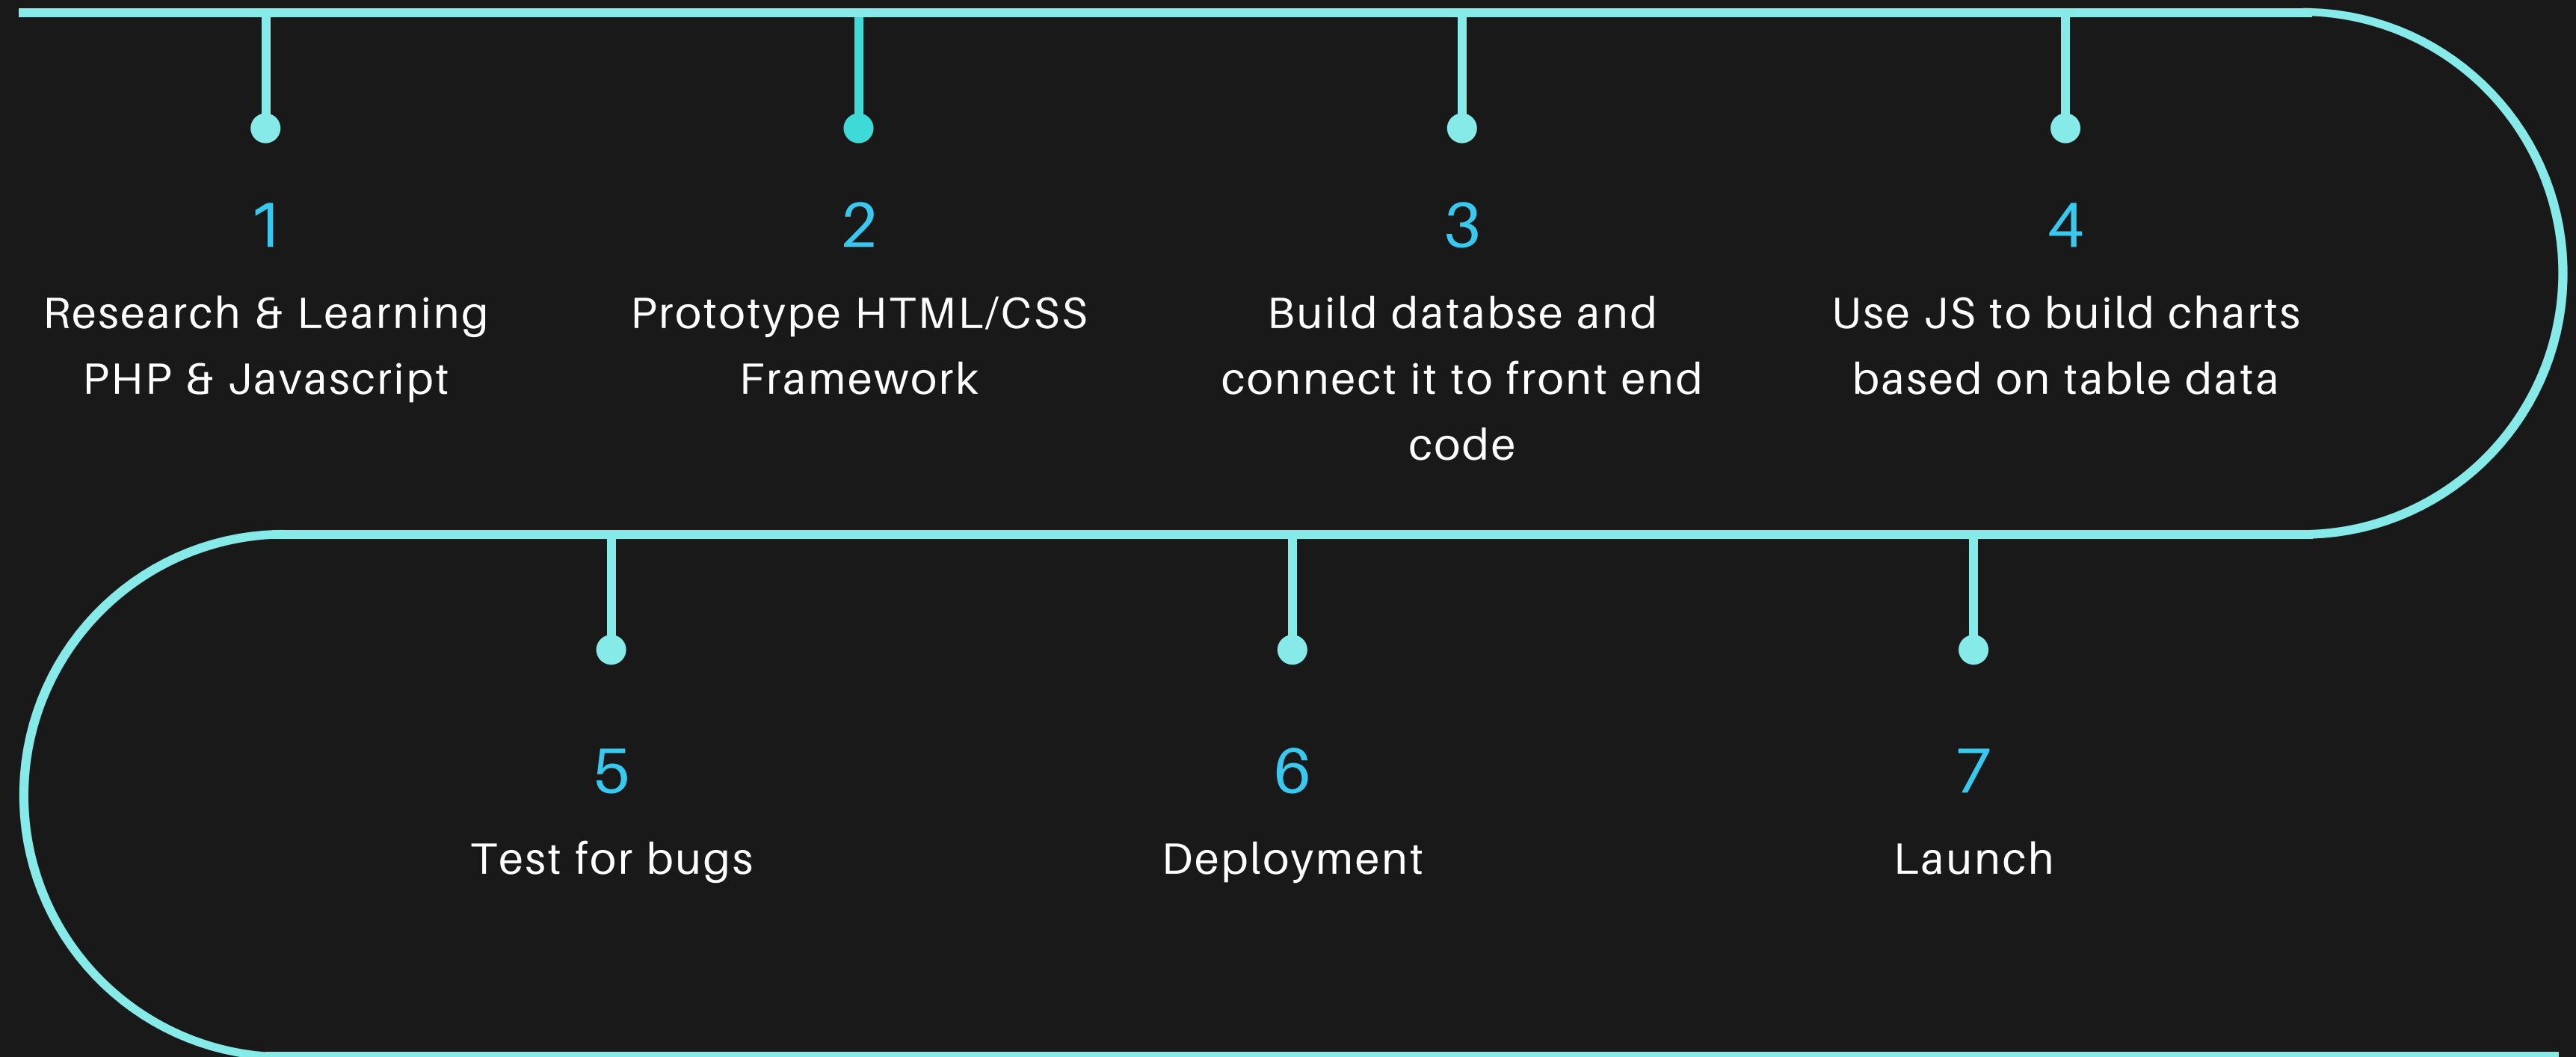 1
Research & Learning
PHP & Javascript
2
Prototype HTML/CSS
Framework
3
Build databse and
connect it to front end
code
4
Use JS to build charts
based on table data
5
Test for bugs
6
Deployment
7
Launch